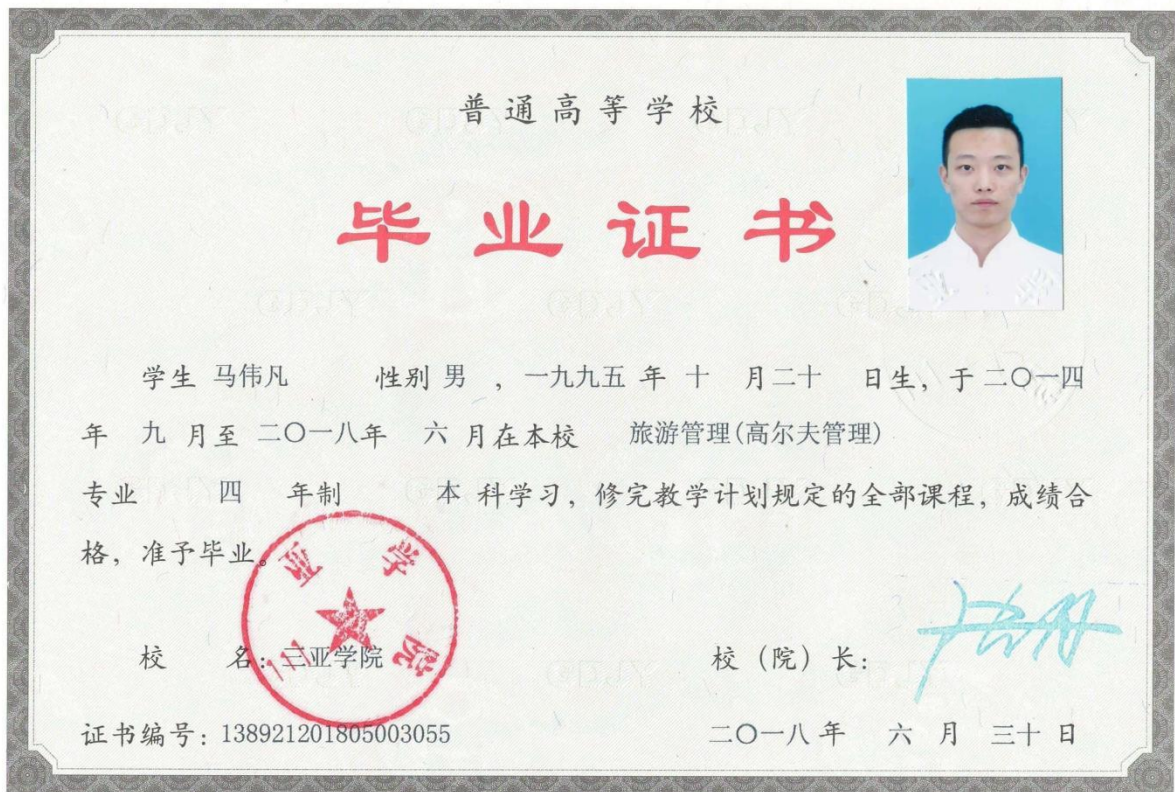 普通高等学校
毕业证书
学生 马伟凡 性别 男 ，一九九五 年 十 月二十 日生，于 二〇一四
年 九 月至 二〇一八年 六 月在本校 旅游管理(高尔夫管理)
专业 四 年制 本 科学习，修完教学计划规定的全部课程，成绩合
格，准予毕业。
三亚学院
校 名：三亚学院 校（院）长：
证书编号：138921201805003055 二〇一八 年 六 月 三十 日